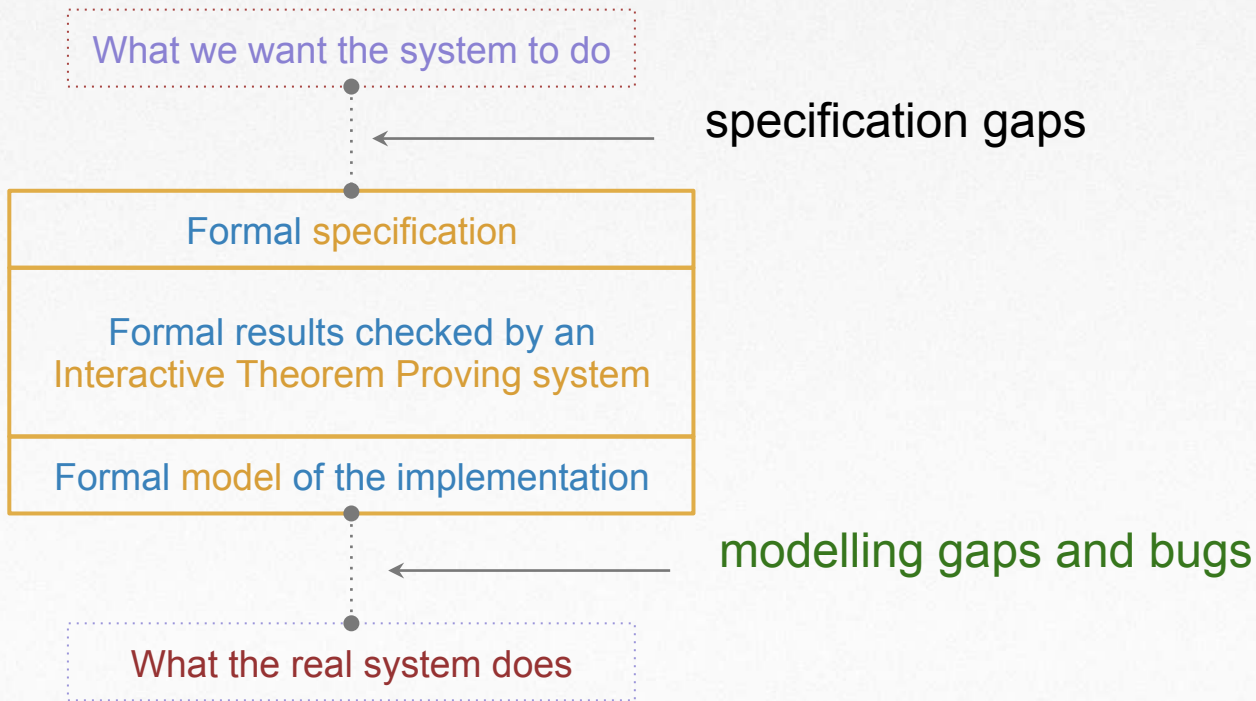 What we want the system to do
specification gaps
Formal specification
Formal results checked by an
Interactive Theorem Proving system
Formal model of the implementation
modelling gaps and bugs
What the real system does